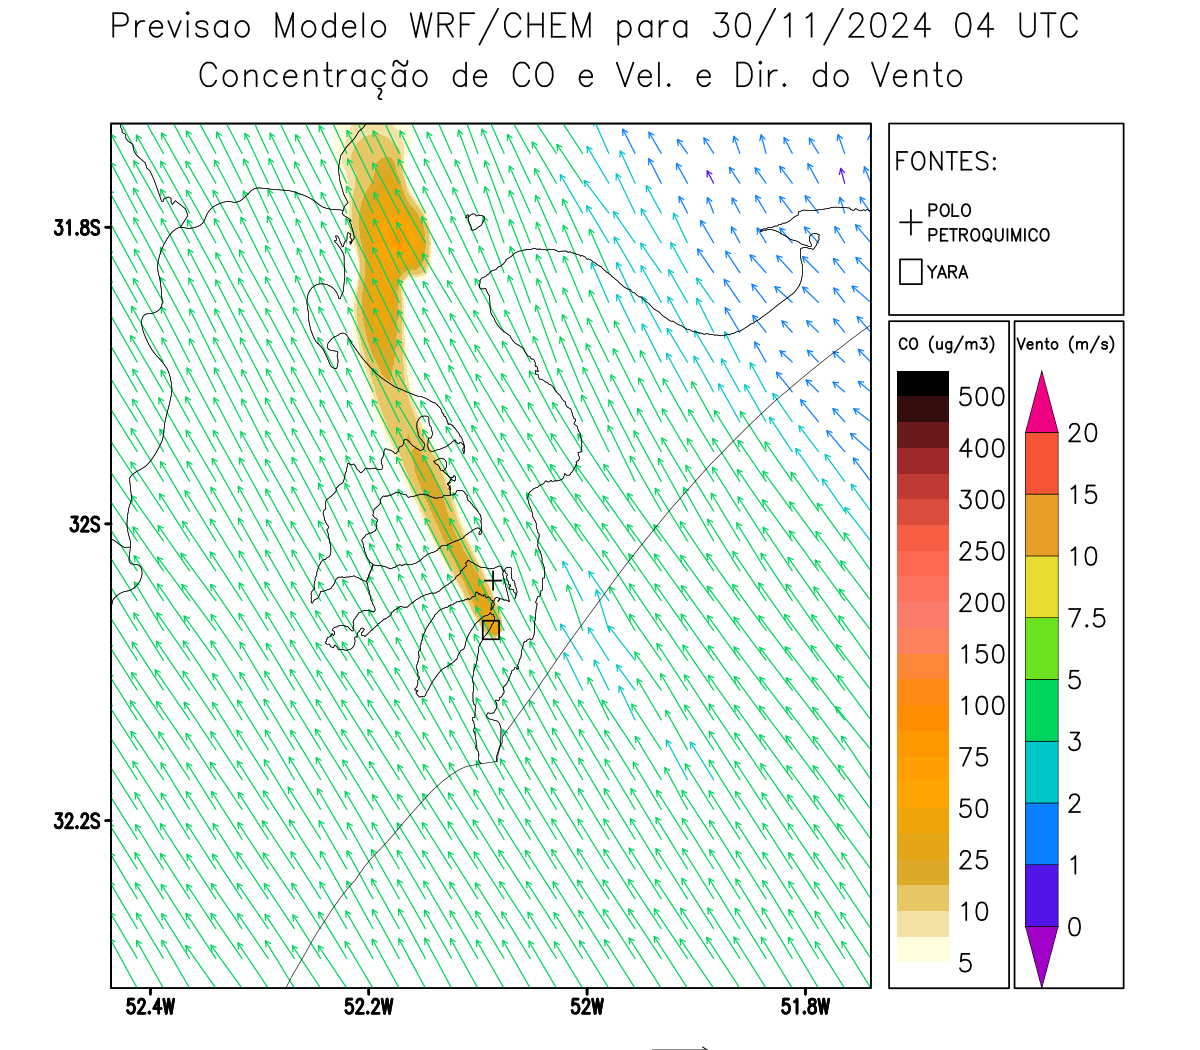 Previsao Modelo WRF/CHEM para 30/11/2024 04 UTC
Concentração de CO e Vel. e Dir. do Vento
FONTES:
POLO
PETROQUIMICO
YARA
31.8S
32S
32.2S
52.4W
52.2W
52W
51.8W
CO (ug/m3)
500
400
300
250
200
150
100
75
50
25
10
5
Vento (m/s)
20
15
10
7.5
5
3
2
1
0